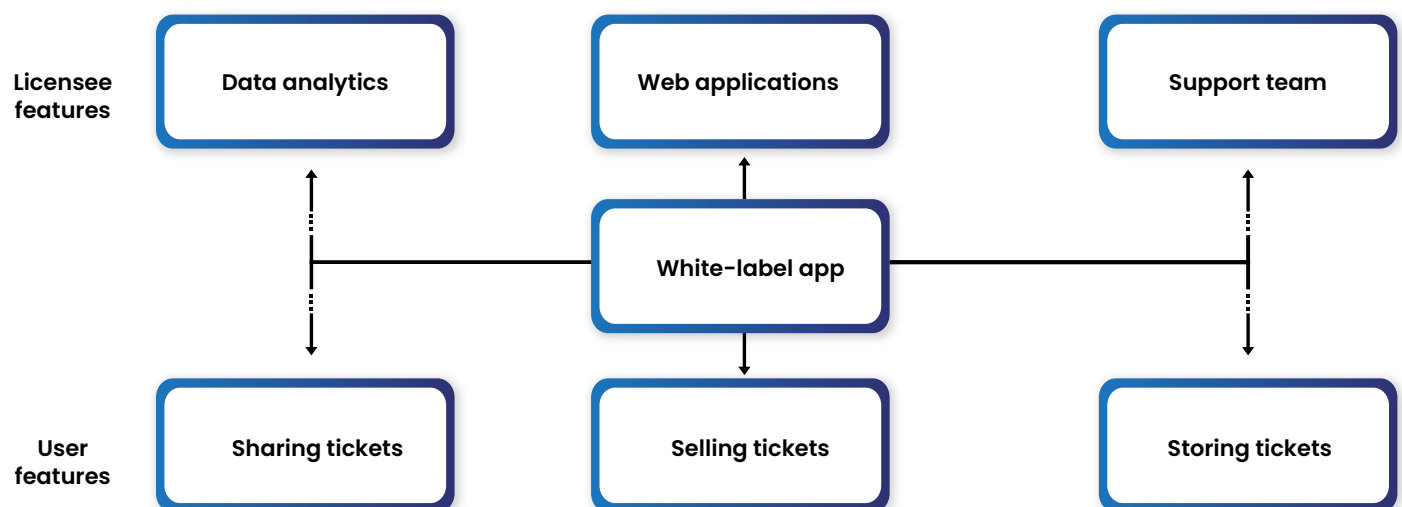 Licensee
features
Data analytics
Web applications
Support team
White-label app
User
features
Sharing tickets
Selling tickets
Storing tickets